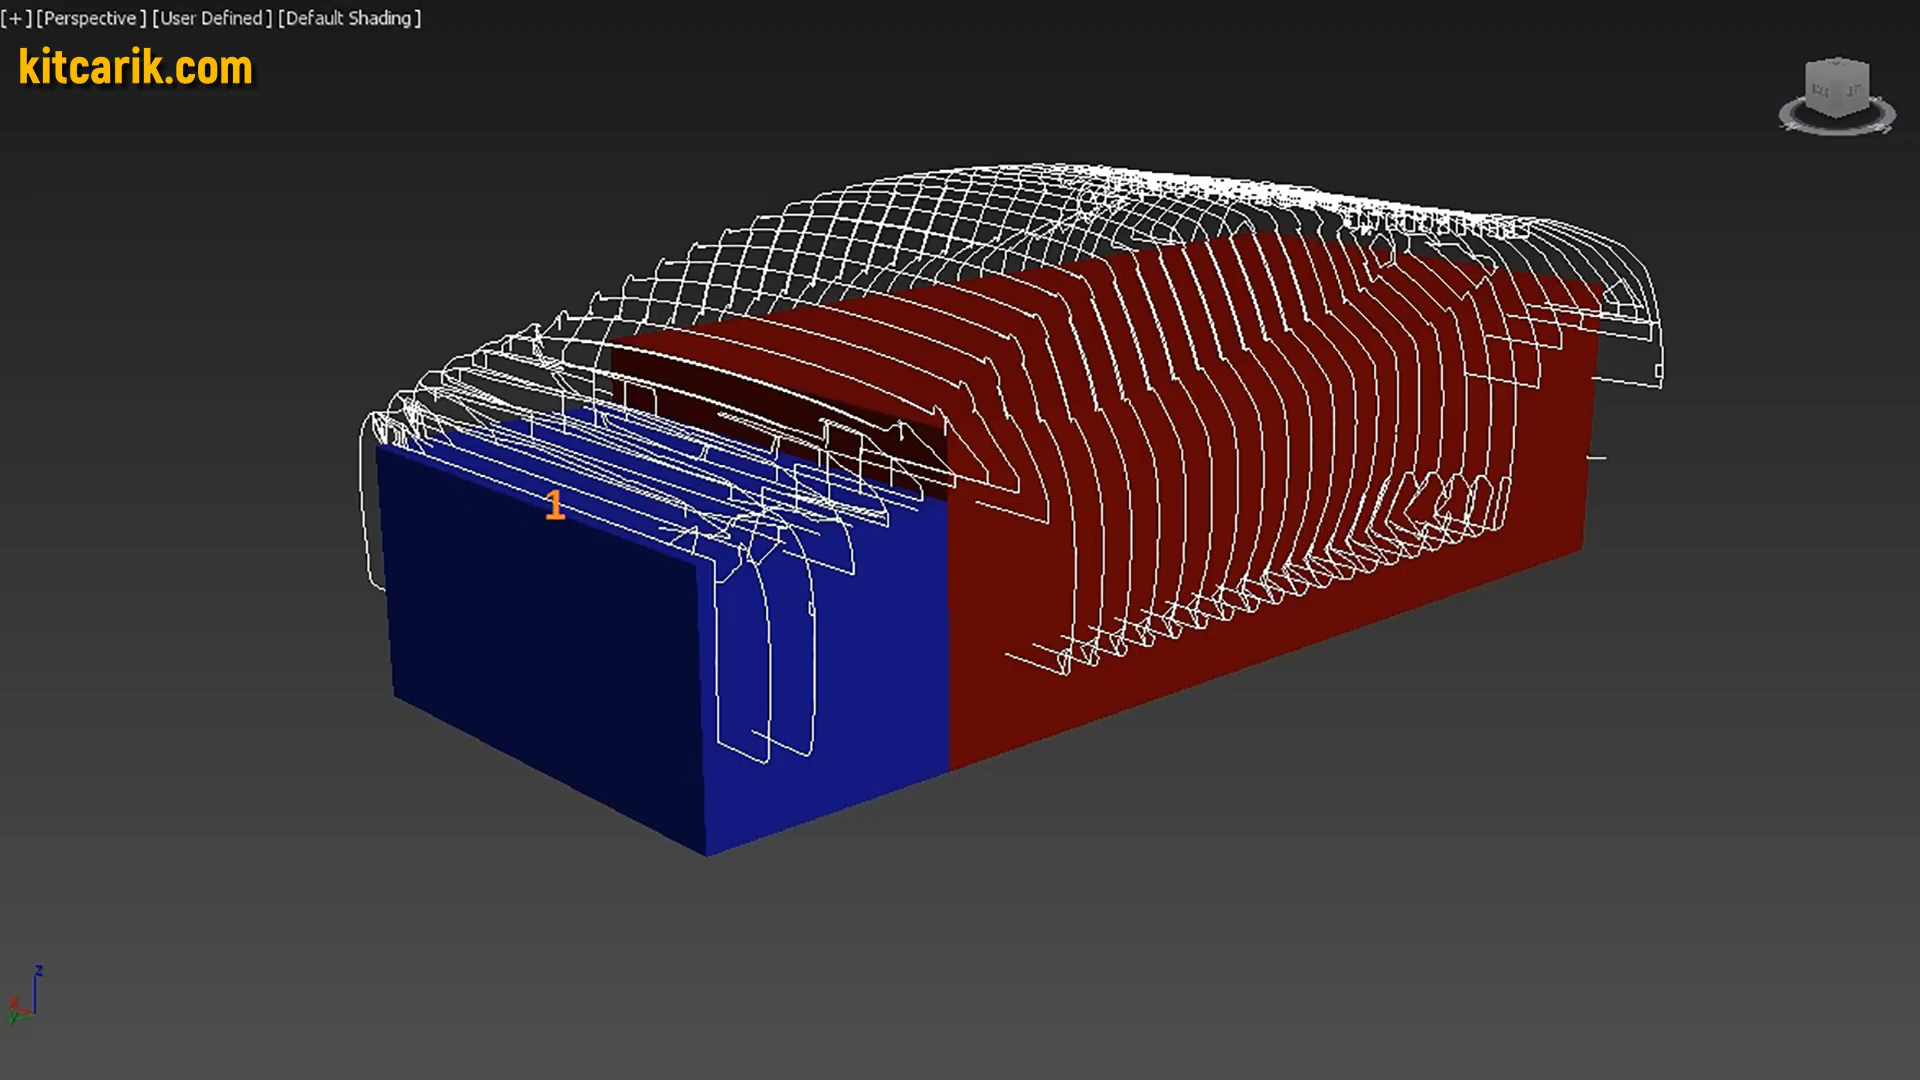 [+] [Perspective] [User Defined] [Default Shading]
kitcarik.com
1
z
x
y